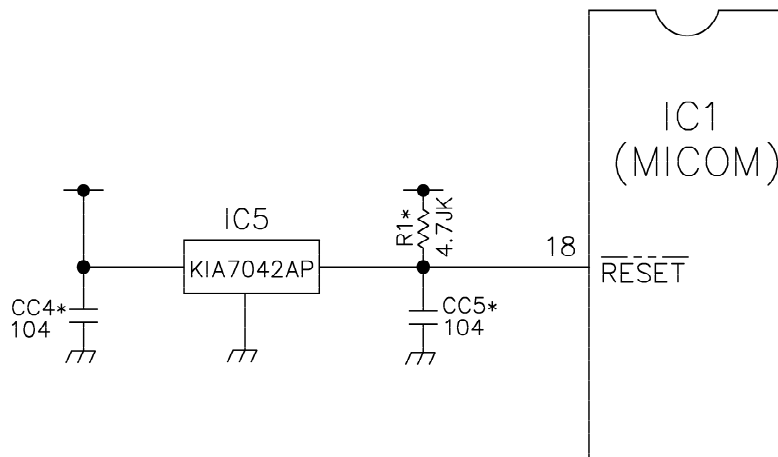 IC1
(MICOM)
IC5
KIA7042AP
R1*
4.7JK
18
RESET
CC4*
104
CC5*
104